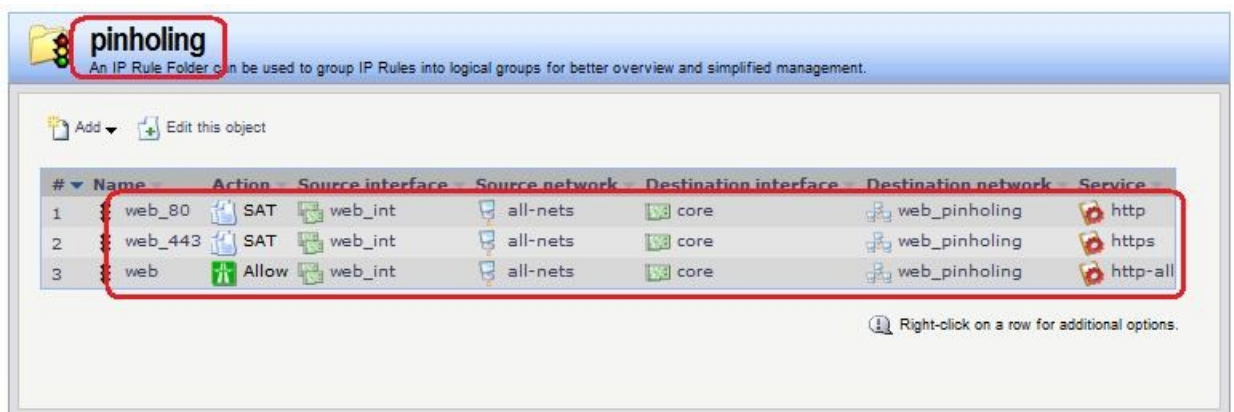 pinholing
An IP Rule Folder can be used to group IP Rules into logical groups for better overview and simplified management.
Add Edit this object
# Name Action Source interface Source network Destination interface Destination network Service
1 web_80 SAT web_int all-nets core web_pinholing http
2 web_443 SAT web_int all-nets core web_pinholing https
3 web Allow web_int all-nets core web_pinholing http-all
Right-click on a row for additional options.